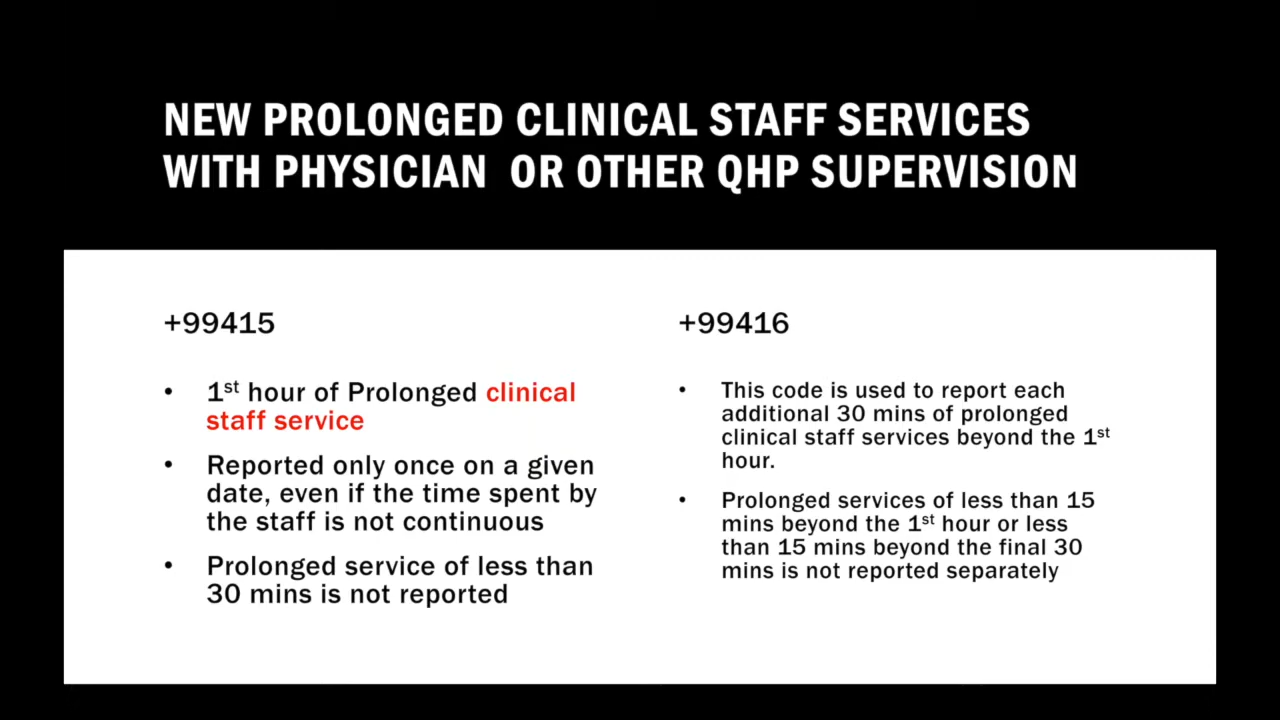 NEW PROLONGED CLINICAL STAFF SERVICES
WITH PHYSICIAN OR OTHER QHP SUPERVISION
+99415
• 1st hour of Prolonged clinical
staff service
• Reported only once on a given
date, even if the time spent by
the staff is not continuous
• Prolonged service of less than
30 mins is not reported
+99416
• This code is used to report each
additional 30 mins of prolonged
clinical staff services beyond the 1st
hour.
• Prolonged services of less than 15
mins beyond the 1st hour or less
than 15 mins beyond the final 30
mins is not reported separately